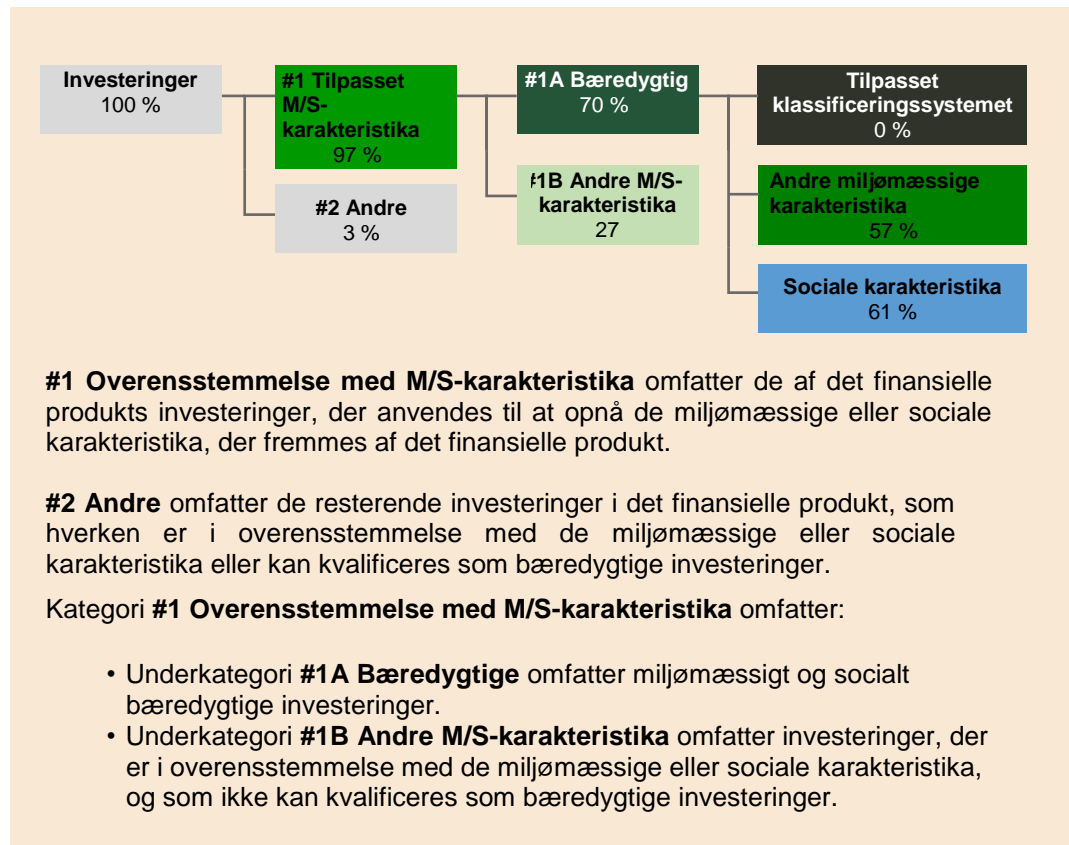 Investeringer
100 %
#1 Tilpasset
M/S-
karakteristika
97 %
#2 Andre
3 %
#1A Bæredygtig
70 %
#1B Andre M/S-
karakteristika
27
Tilpasset
klassificeringssystemet
0 %
Andre miljømæssige
karakteristika
57 %
Sociale karakteristika
61 %
#1 Overensstemmelse med M/S-karakteristika omfatter de af det finansielle
produkts investeringer, der anvendes til at opnå de miljømæssige eller sociale
karakteristika, der fremmes af det finansielle produkt.
#2 Andre omfatter de resterende investeringer i det finansielle produkt, som
hverken er i overensstemmelse med de miljømæssige eller sociale
karakteristika eller kan kvalificeres som bæredygtige investeringer.
Kategori #1 Overensstemmelse med M/S-karakteristika omfatter:
• Underkategori #1A Bæredygtige omfatter miljømæssigt og socialt
bæredygtige investeringer.
• Underkategori #1B Andre M/S-karakteristika omfatter investeringer, der
er i overensstemmelse med de miljømæssige eller sociale karakteristika,
og som ikke kan kvalificeres som bæredygtige investeringer.